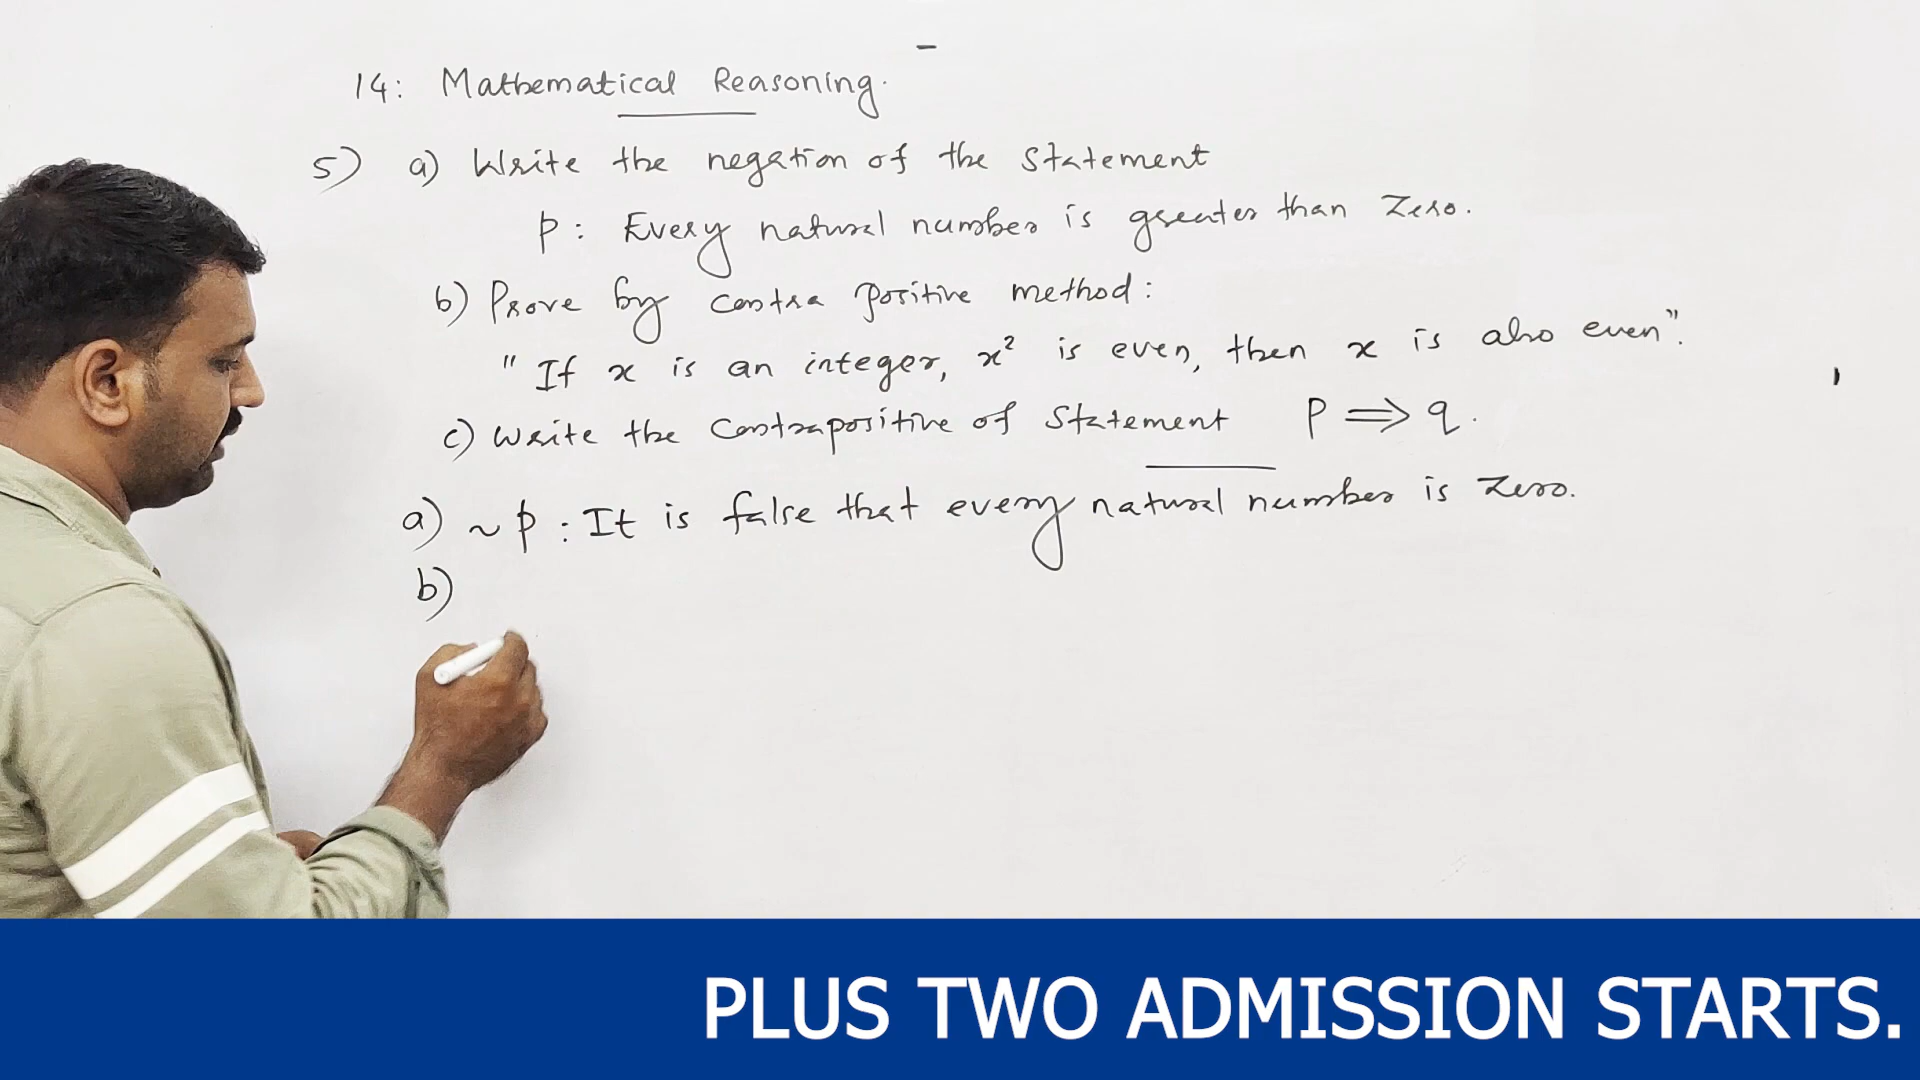 14: Mathematical Reasoning.
5) a) Write the negation of the statement
p: Every natural number is greater than zero.
b) Prove by contra positive method:
"If x is an integer, x² is even, then x is also even".
c) Write the contrapositive of statement p ⟹ q.
a) ~p: It is false that every natural number is zero.
b)
PLUS TWO ADMISSION STARTS.